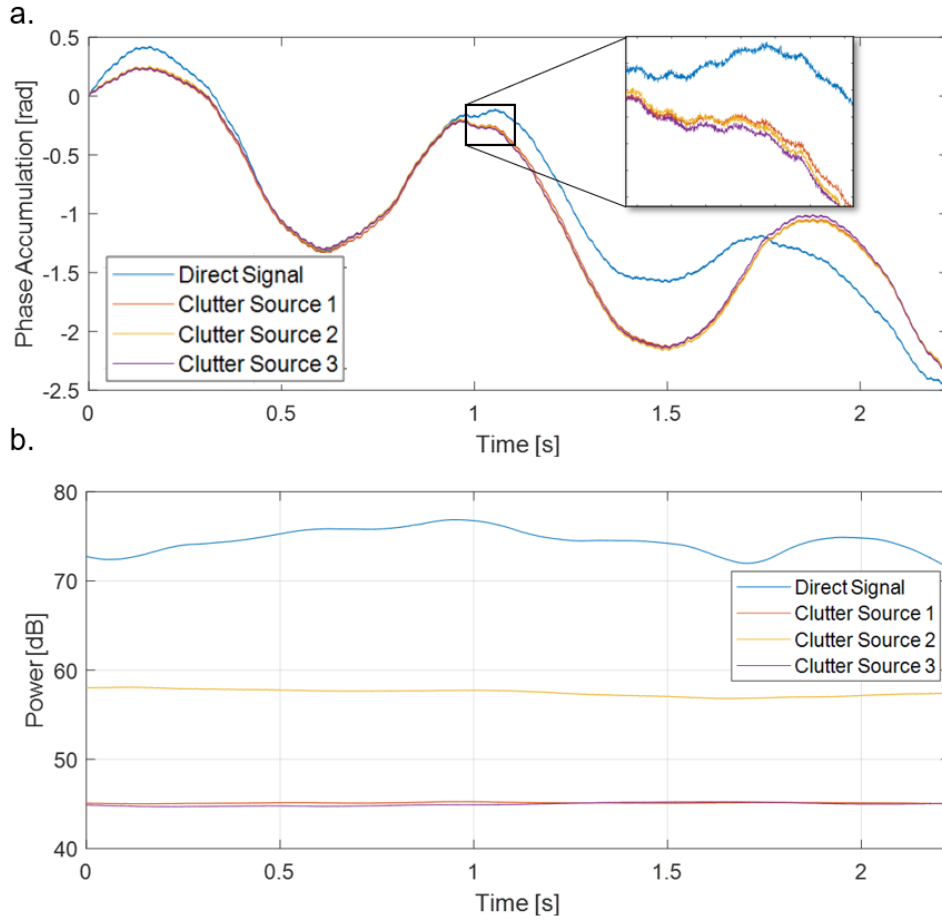 a.
Phase Accumulation [rad]
0.5
0
-0.5
-1
-1.5
-2
-2.5
Direct Signal
Clutter Source 1
Clutter Source 2
Clutter Source 3
0
0.5
1
1.5
2
Time [s]
b.
Power [dB]
80
70
60
50
40
Direct Signal
Clutter Source 1
Clutter Source 2
Clutter Source 3
0
0.5
1
1.5
2
Time [s]